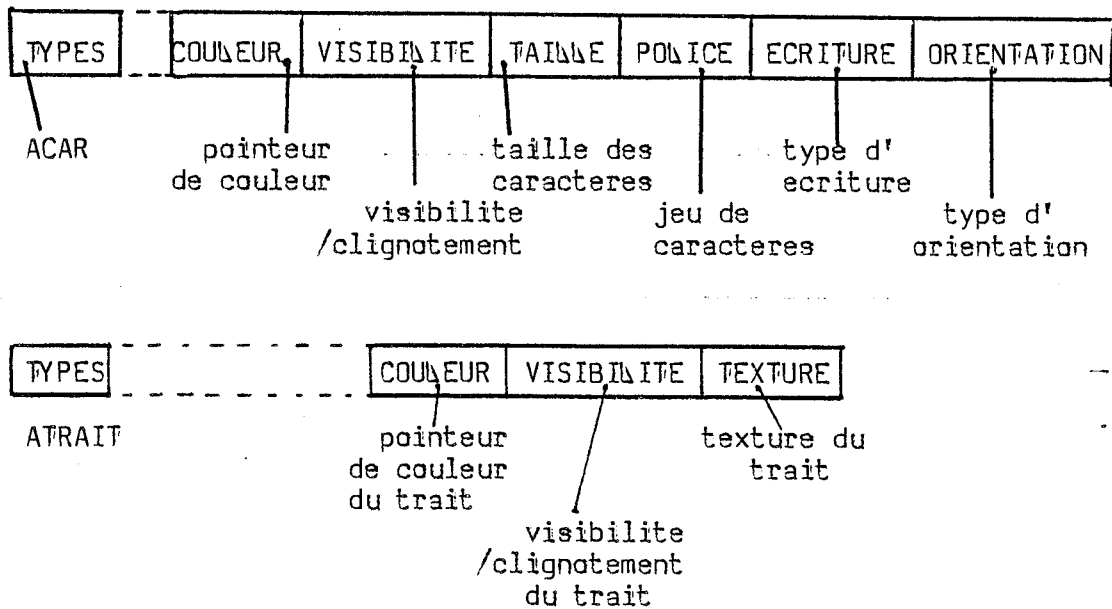 TYPES COULEUR VISIBILITE TAILLE POLICE ECRITURE ORIENTATION
ACAR pointeur taille des type d'
de couleur caracteres ecriture
visibilite jeu de type d'
/clignotement caracteres orientation
TYPES COULEUR VISIBILITE TEXTURE
ATRAIT pointeur texture du
de couleur trait
du trait
visibilite
/clignotement
du trait